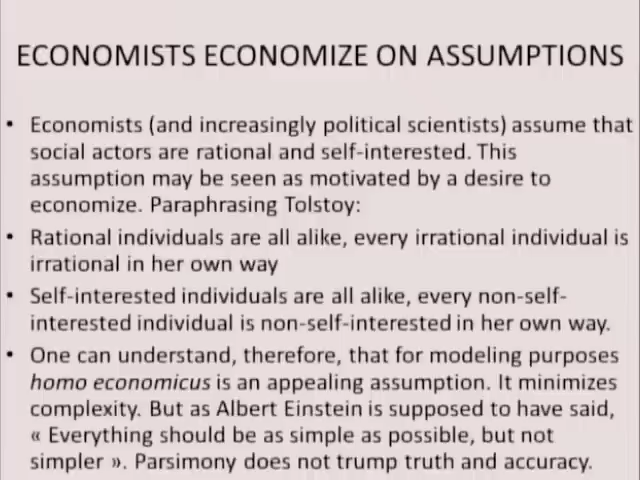 ECONOMISTS ECONOMIZE ON ASSUMPTIONS
• Economists (and increasingly political scientists) assume that
social actors are rational and self-interested. This
assumption may be seen as motivated by a desire to
economize. Paraphrasing Tolstoy:
• Rational individuals are all alike, every irrational individual is
irrational in her own way
• Self-interested individuals are all alike, every non-self-
interested individual is non-self-interested in her own way.
• One can understand, therefore, that for modeling purposes
homo economicus is an appealing assumption. It minimizes
complexity. But as Albert Einstein is supposed to have said,
« Everything should be as simple as possible, but not
simpler ». Parsimony does not trump truth and accuracy.